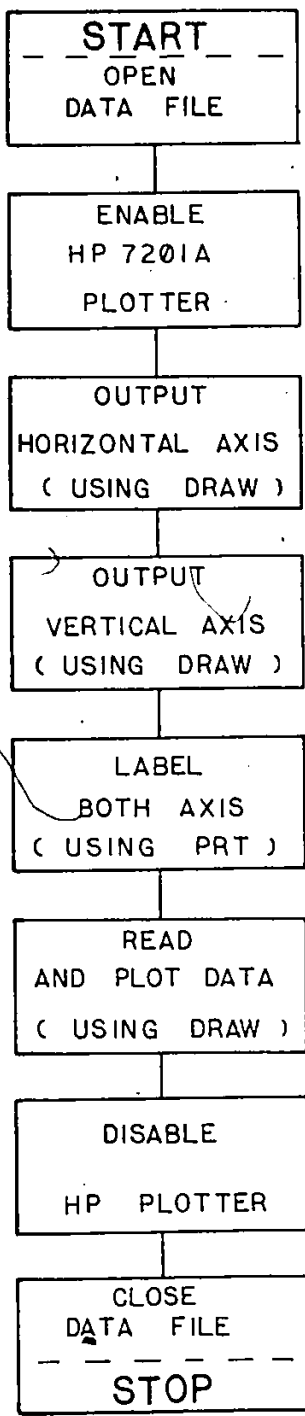 START
OPEN
DATA FILE
ENABLE
HP 7201A
PLOTTER
OUTPUT
HORIZONTAL AXIS
( USING DRAW )
OUTPUT
VERTICAL AXIS
( USING DRAW )
LABEL
BOTH AXIS
( USING PRT )
READ
AND PLOT DATA
( USING DRAW )
DISABLE
HP PLOTTER
CLOSE
DATA FILE
STOP